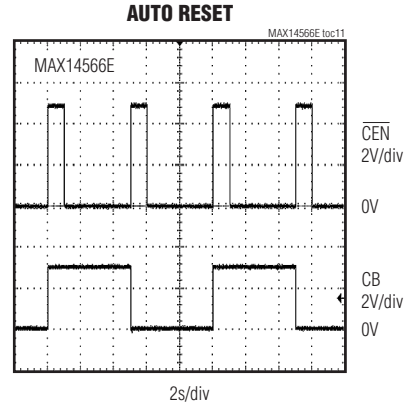 AUTO RESET
MAX14566E toc11
MAX14566E
CEN
2V/div
0V
CB
2V/div
0V
2s/div